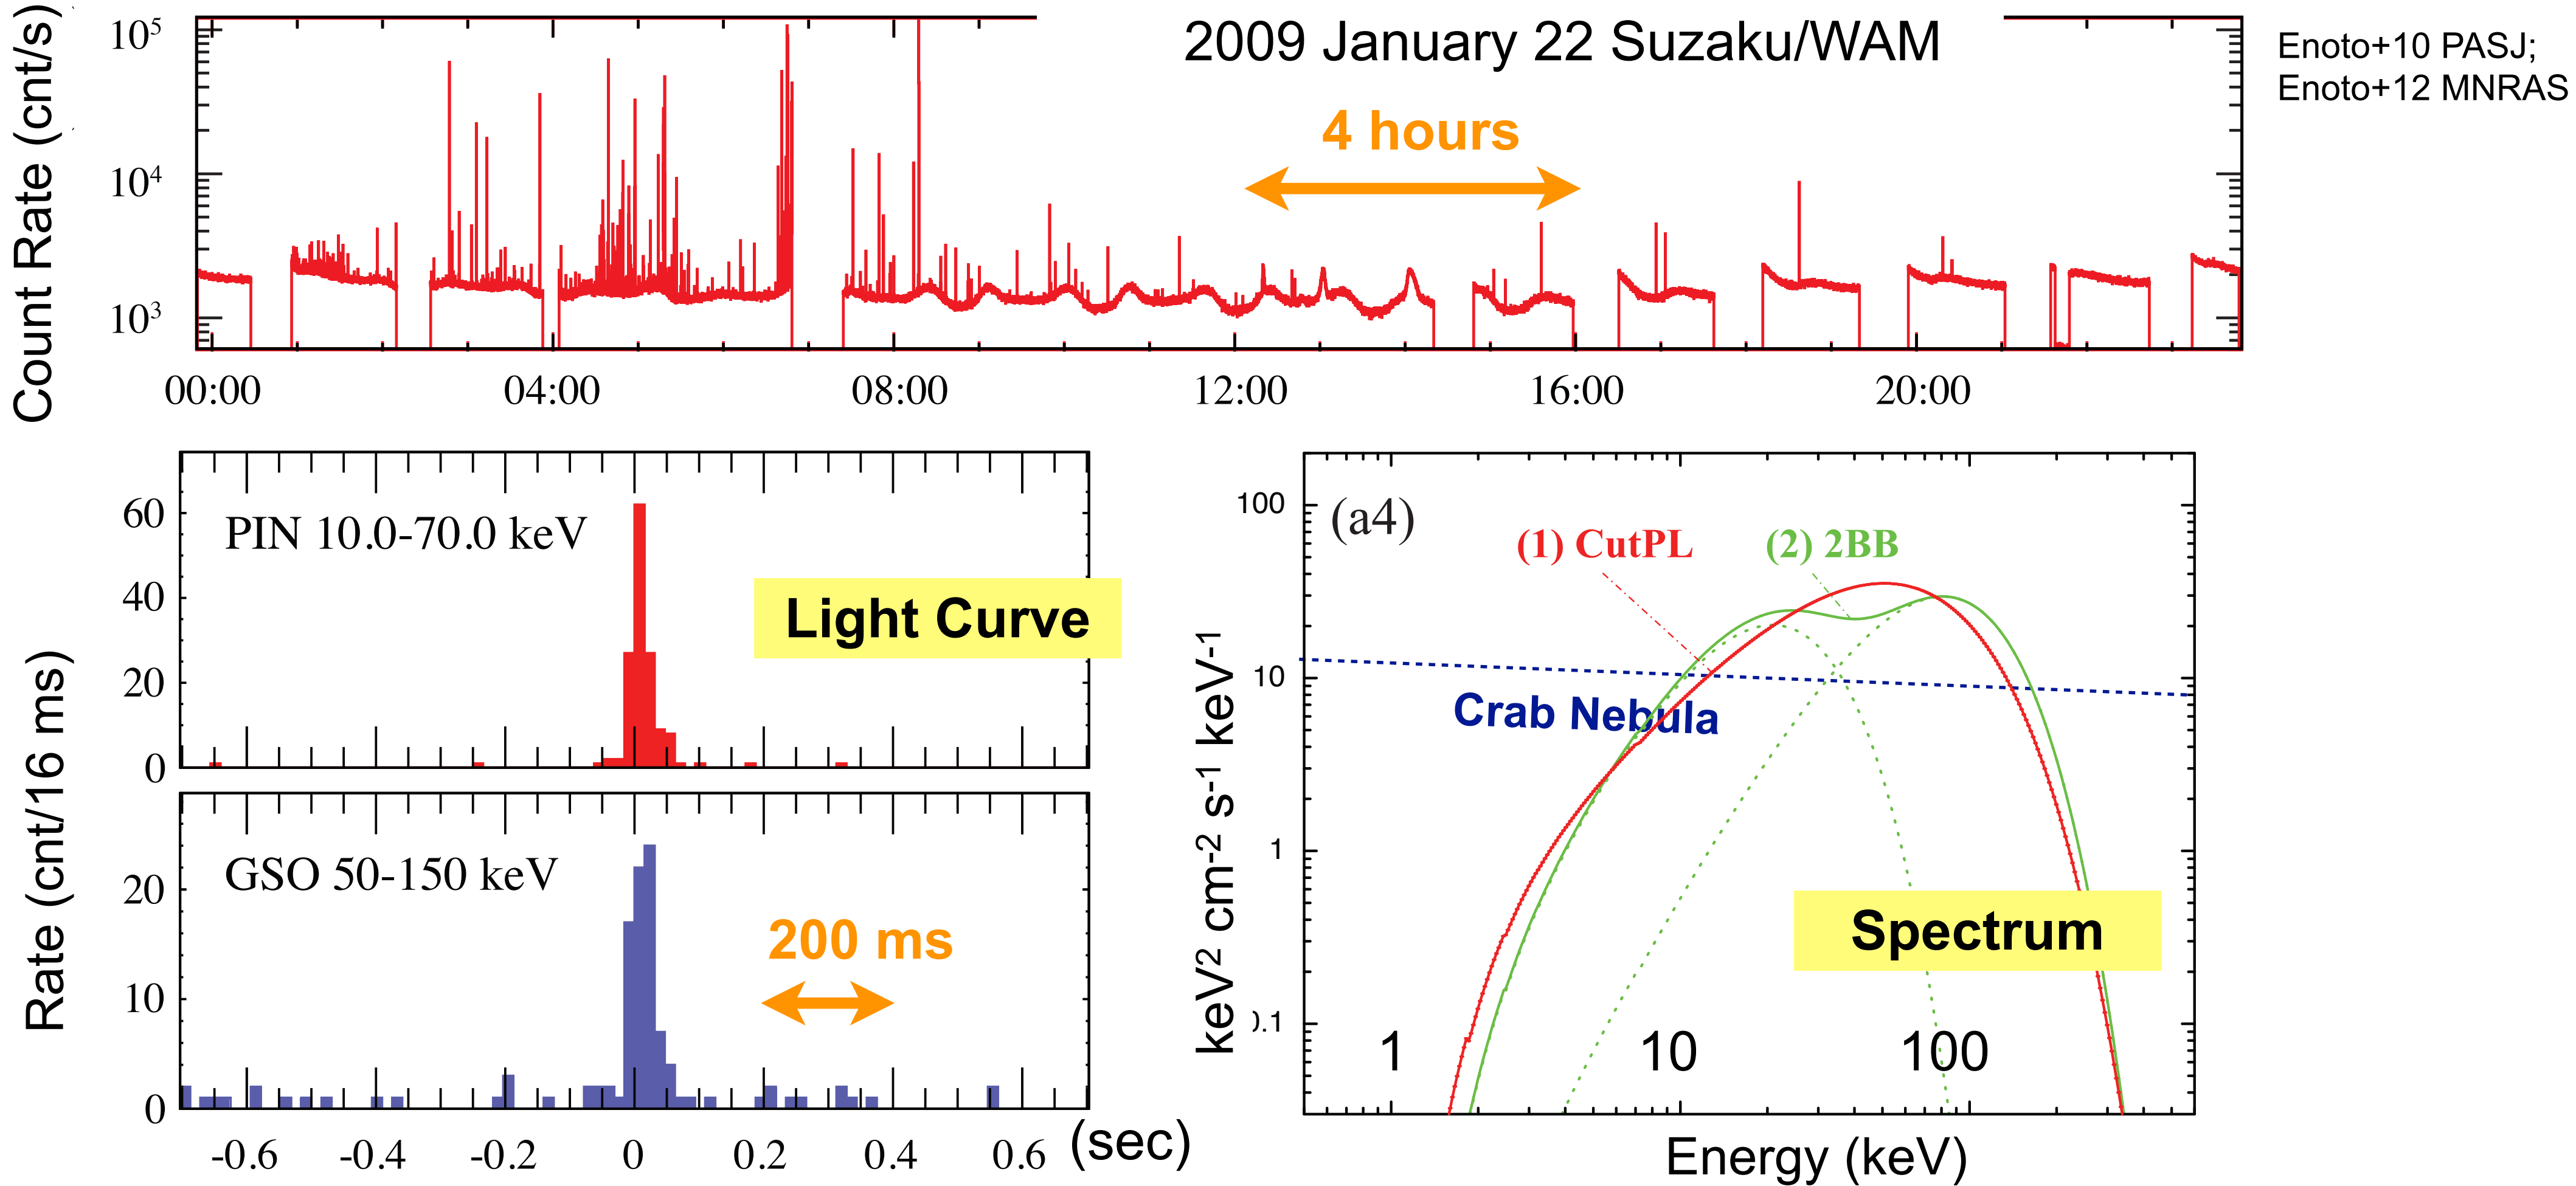 2009 January 22 Suzaku/WAM
Enoto+10 PASJ;
Enoto+12 MNRAS
Count Rate (cnt/s)
10⁵
10⁴
10³
4 hours
00:00 04:00 08:00 12:00 16:00 20:00
Rate (cnt/16 ms)
60
40
20
0
PIN 10.0-70.0 keV
Light Curve
20
10
0
GSO 50-150 keV
200 ms
-0.6 -0.4 -0.2 0 0.2 0.4 0.6 (sec)
keV² cm⁻² s⁻¹ keV⁻¹
100
10
1
0.1
(a4)
(1) CutPL
(2) 2BB
Crab Nebula
Spectrum
1 10 100
Energy (keV)